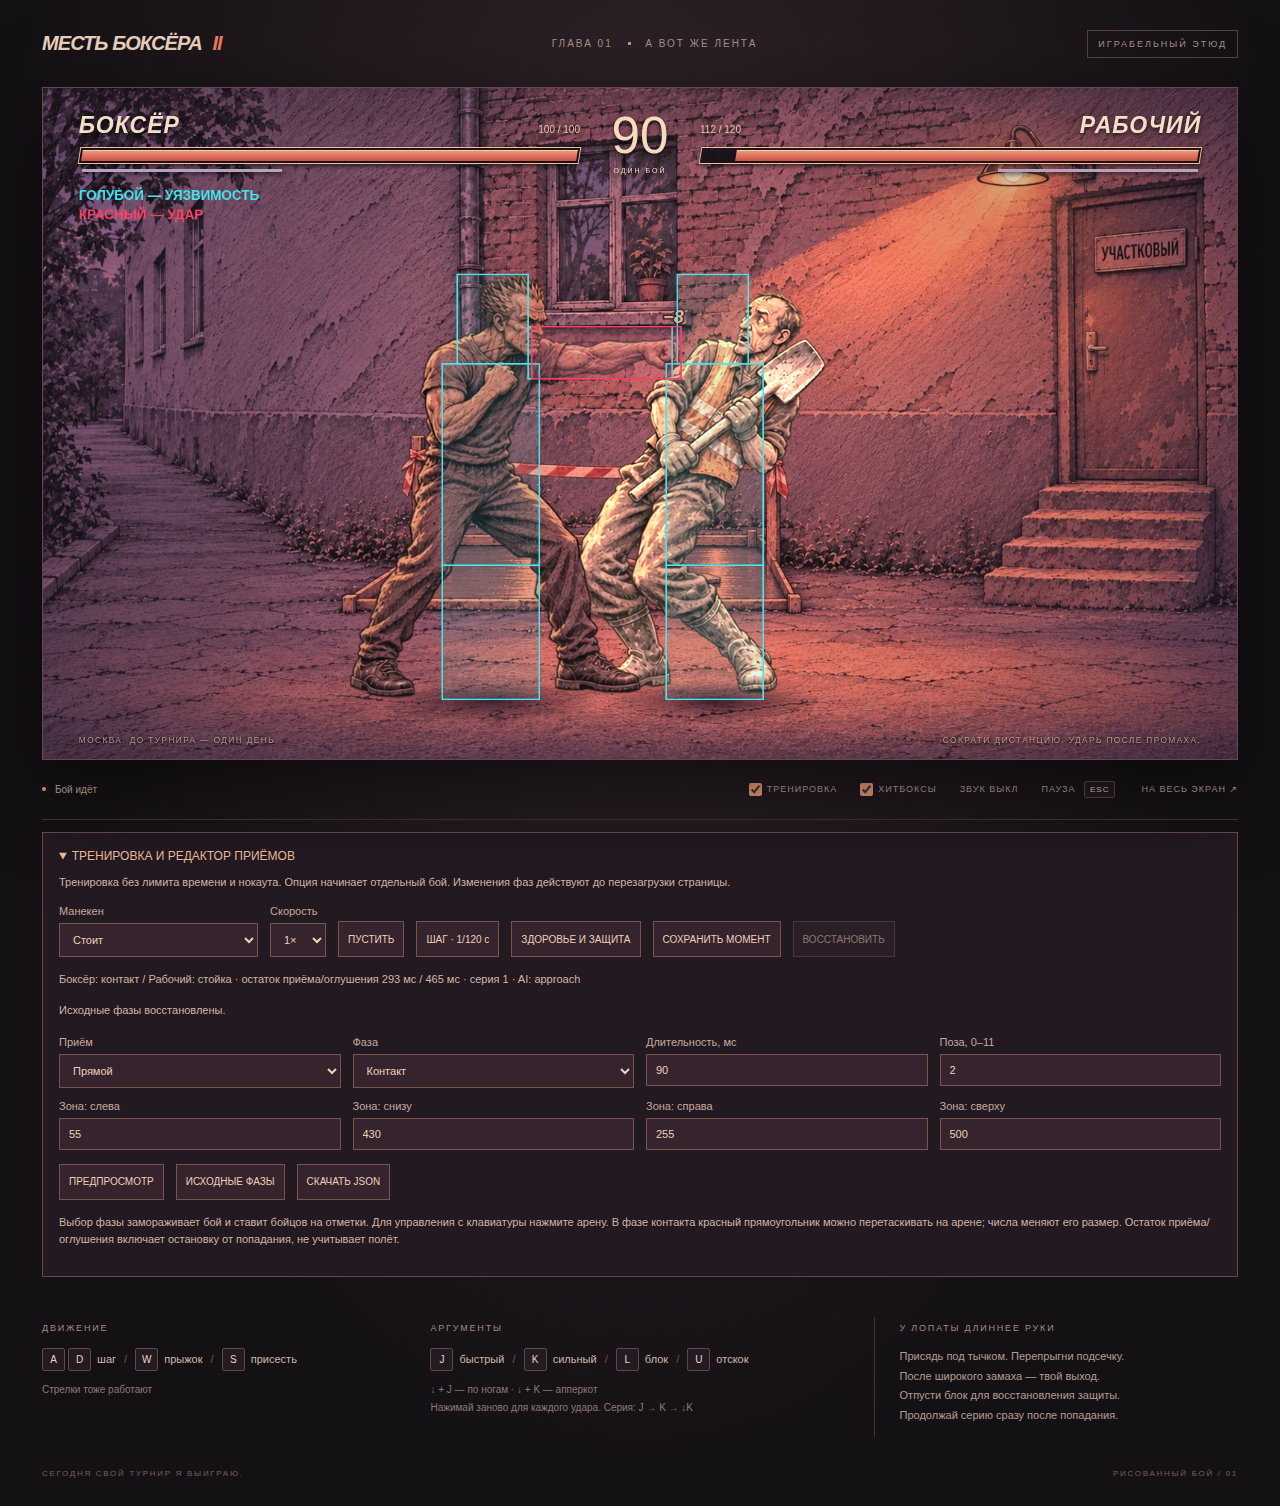 МЕСТЬ БОКСЁРА II
ГЛАВА 01 • А ВОТ ЖЕ ЛЕНТА
ИГРАБЕЛЬНЫЙ ЭТЮД
БОКСЁР
100 / 100
90
ОДИН БОЙ
112 / 120
РАБОЧИЙ
ГОЛУБОЙ — УЯЗВИМОСТЬ
КРАСНЫЙ — УДАР
УЧАСТКОВЫЙ
−8
МОСКВА. ДО ТУРНИРА — ОДИН ДЕНЬ.
СОКРАТИ ДИСТАНЦИЮ. УДАРЬ ПОСЛЕ ПРОМАХА.
Бой идёт
ТРЕНИРОВКА
ХИТБОКСЫ
ЗВУК ВЫКЛ
ПАУЗА ESC
НА ВЕСЬ ЭКРАН ↗
▼ ТРЕНИРОВКА И РЕДАКТОР ПРИЁМОВ
Тренировка без лимита времени и нокаута. Опция начинает отдельный бой. Изменения фаз действуют до перезагрузки страницы.
Манекен
Скорость
Стоит
1×
ПУСТИТЬ
ШАГ · 1/120 с
ЗДОРОВЬЕ И ЗАЩИТА
СОХРАНИТЬ МОМЕНТ
ВОССТАНОВИТЬ
Боксёр: контакт / Рабочий: стойка · остаток приёма/оглушения 293 мс / 465 мс · серия 1 · AI: approach
Исходные фазы восстановлены.
Приём
Фаза
Длительность, мс
Поза, 0–11
Прямой
Контакт
90
2
Зона: слева
Зона: снизу
Зона: справа
Зона: сверху
55
430
255
500
ПРЕДПРОСМОТР
ИСХОДНЫЕ ФАЗЫ
СКАЧАТЬ JSON
Выбор фазы замораживает бой и ставит бойцов на отметки. Для управления с клавиатуры нажмите арену. В фазе контакта красный прямоугольник можно перетаскивать на арене; числа меняют его размер. Остаток приёма/
оглушения включает остановку от попадания, не учитывает полёт.
ДВИЖЕНИЕ
A D шаг / W прыжок / S присесть
Стрелки тоже работают
АРГУМЕНТЫ
J быстрый / K сильный / L блок / U отскок
↓ + J — по ногам · ↓ + K — апперкот
Нажимай заново для каждого удара. Серия: J → K → ↓K
У ЛОПАТЫ ДЛИННЕЕ РУКИ
Присядь под тычком. Перепрыгни подсечку.
После широкого замаха — твой выход.
Отпусти блок для восстановления защиты.
Продолжай серию сразу после попадания.
СЕГОДНЯ СВОЙ ТУРНИР Я ВЫИГРАЮ.
РИСОВАННЫЙ БОЙ / 01